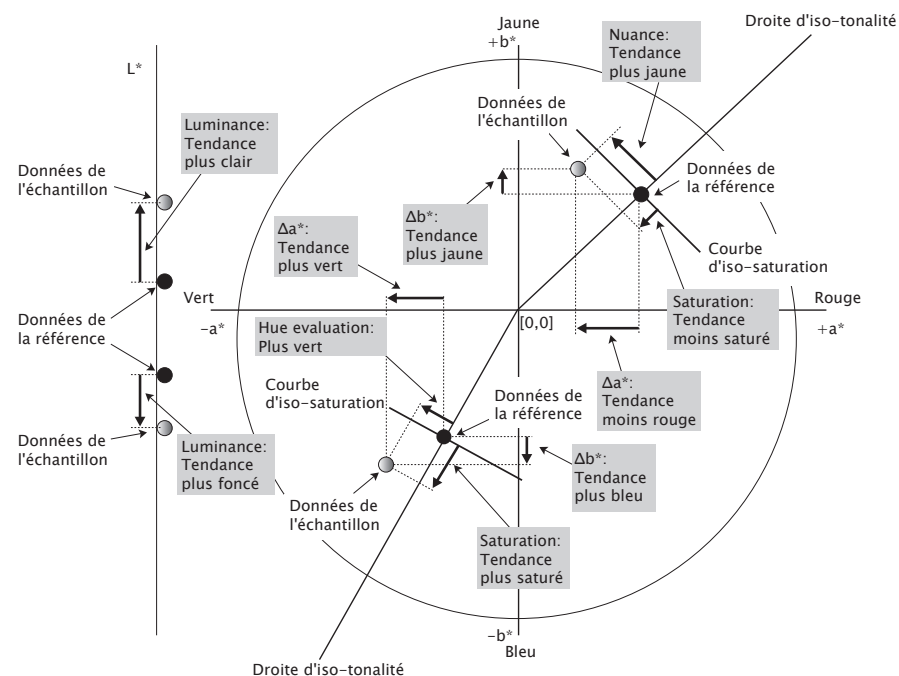 Jaune
+b*
Droite d'iso-tonalité
Nuance:
Tendance
plus jaune
L*
Données de
l'échantillon
Luminance:
Tendance
plus clair
Données de
l'échantillon
Données de
la référence
Δb*:
Tendance
plus jaune
Δa*:
Tendance
plus vert
Courbe
d'iso-saturation
Vert
-a*
Rouge
+a*
[0,0]
Saturation:
Tendance
moins saturé
Données de
la référence
Hue evaluation:
Plus vert
Δa*:
Tendance
moins rouge
Courbe
d'iso-saturation
Données de
la référence
Données de
l'échantillon
Luminance:
Tendance
plus foncé
Δb*:
Tendance
plus bleu
Données de
l'échantillon
Saturation:
Tendance
plus saturé
-b*
Bleu
Droite d'iso-tonalité